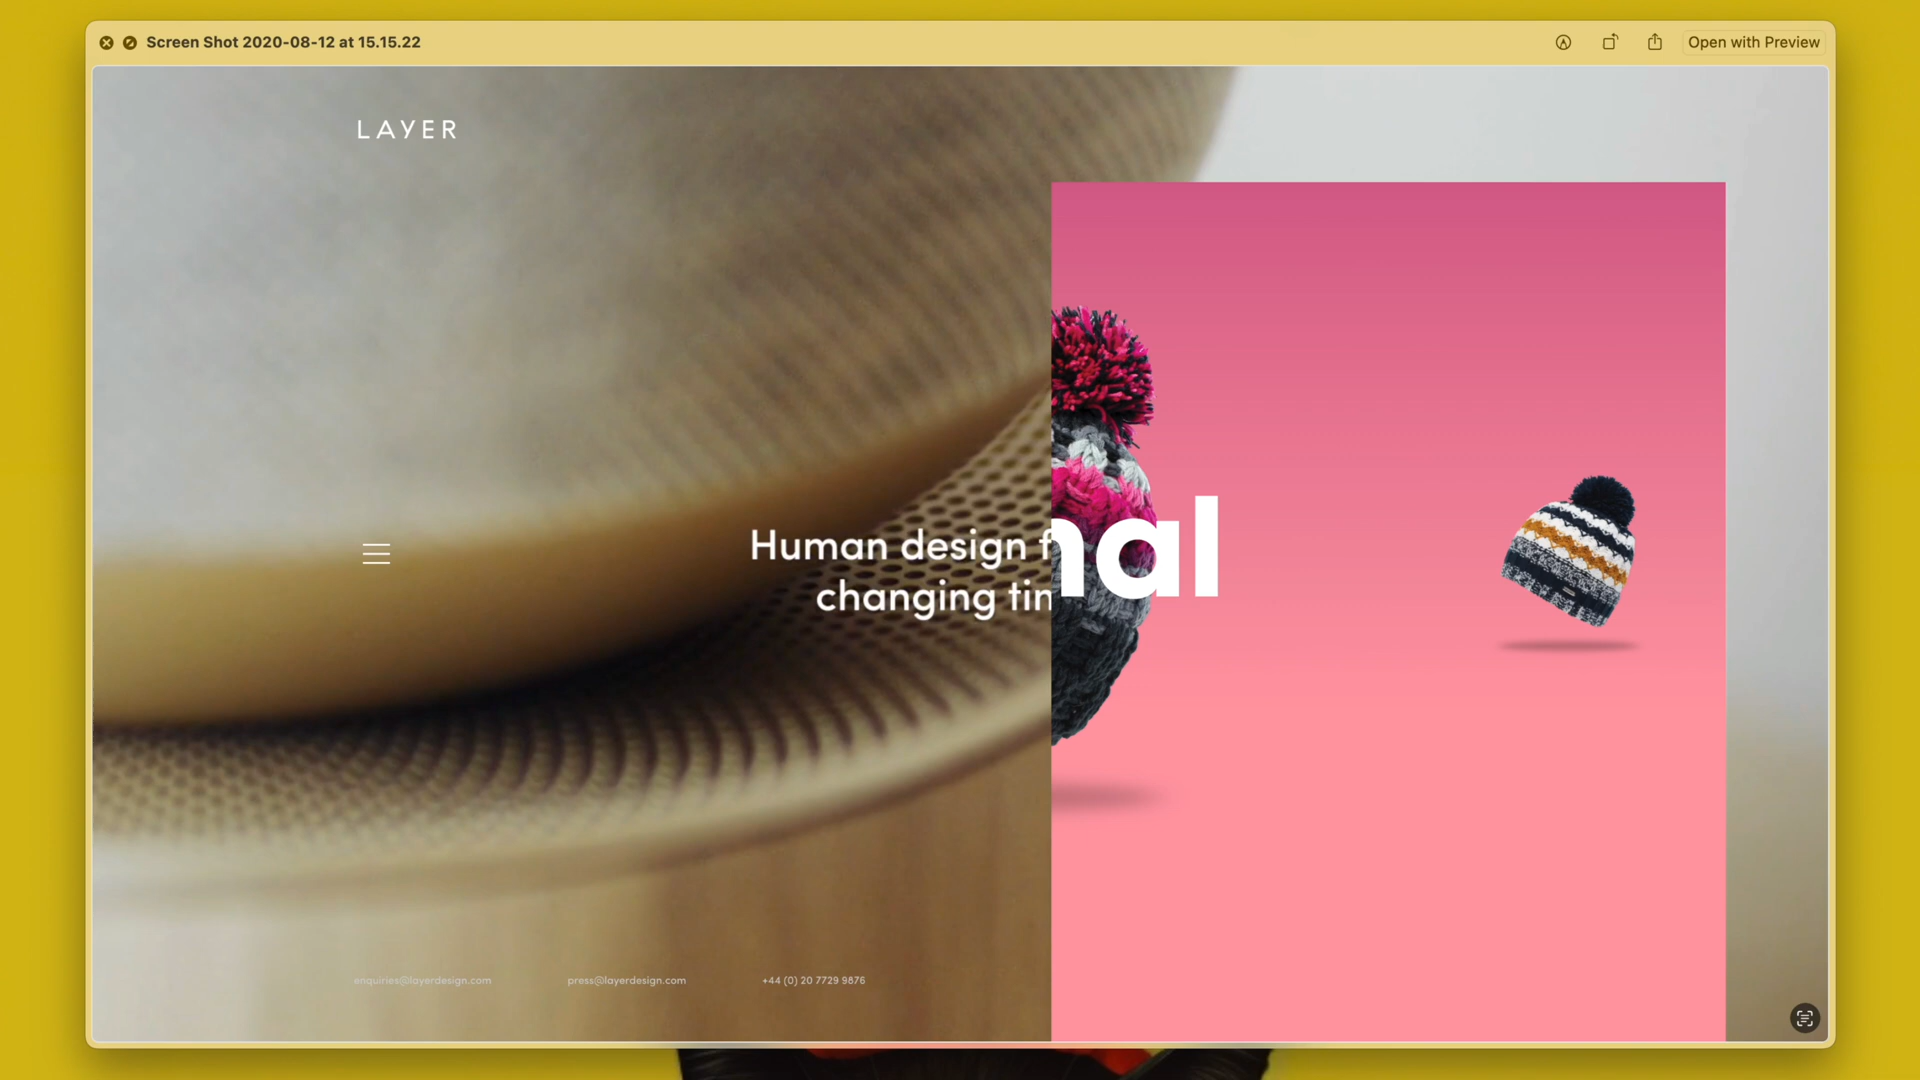 Screen Shot 2020-08-12 at 15.15.22
Open with Preview
LAYER
Human design f
changing tin
nal
enquiries@layerdesign.com
press@layerdesign.com
+44 (0) 20 7729 9876